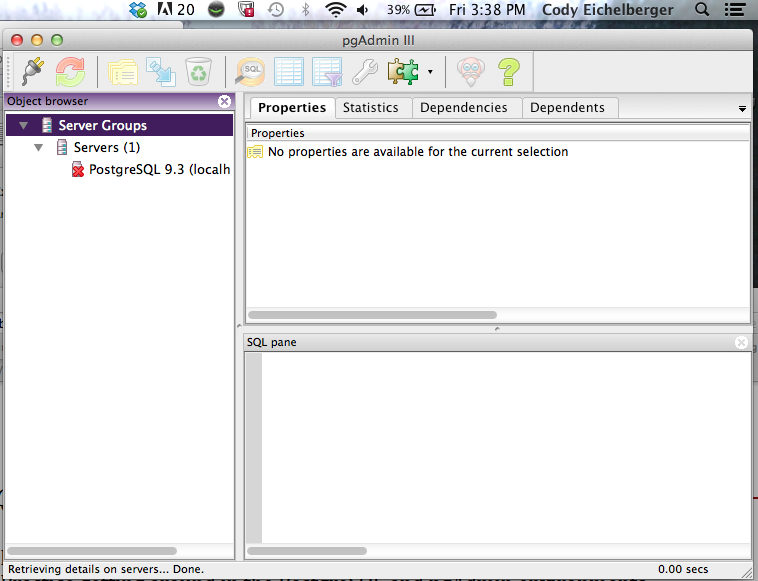 20
39%
Fri 3:38 PM
Cody Eichelberger
pgAdmin III
SQL
Object browser
Properties
Statistics
Dependencies
Dependents
Server Groups
Servers (1)
PostgreSQL 9.3 (localh
Properties
No properties are available for the current selection
SQL pane
Retrieving details on servers... Done.
0.00 secs